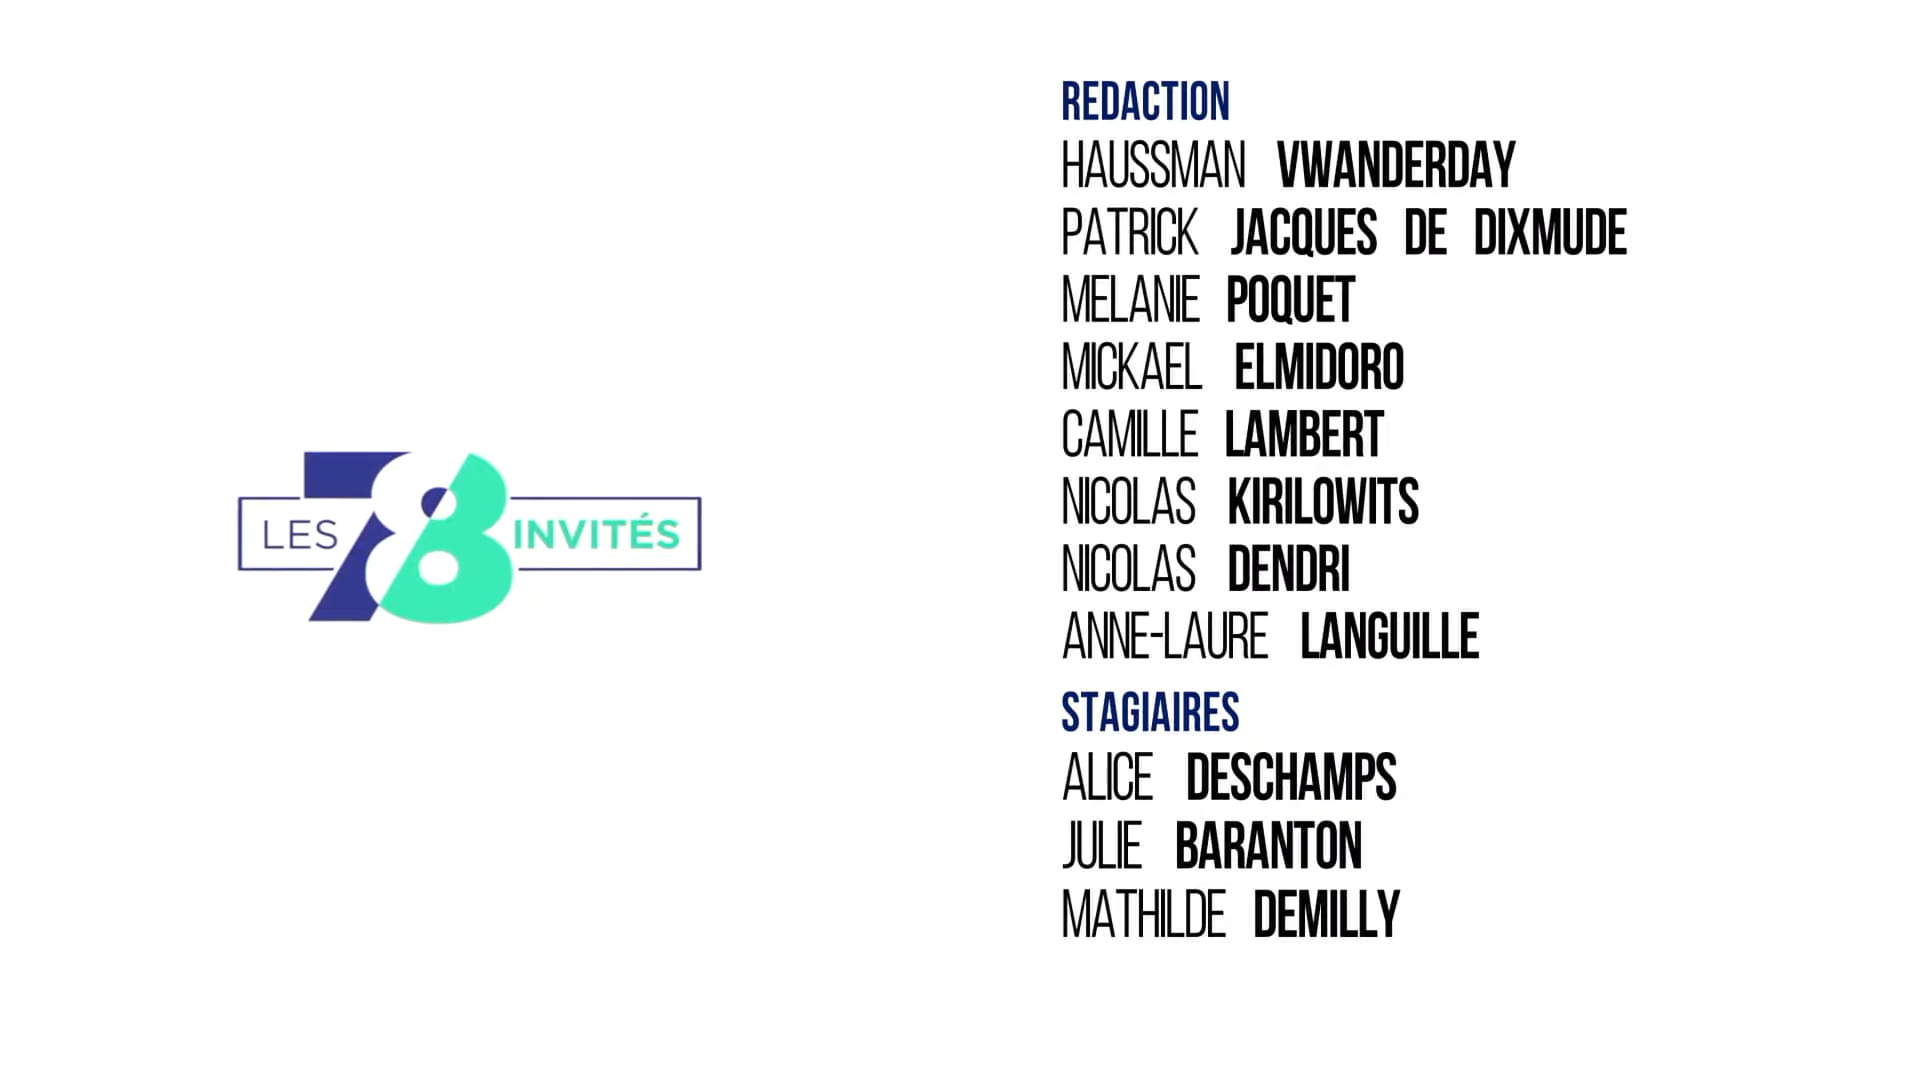 LES 78 INVITÉS
REDACTION
HAUSSMAN VWANDERDAY
PATRICK JACQUES DE DIXMUDE
MELANIE POQUET
MICKAEL ELMIDORO
CAMILLE LAMBERT
NICOLAS KIRILOWITS
NICOLAS DENDRI
ANNE-LAURE LANGUILLE
STAGIAIRES
ALICE DESCHAMPS
JULIE BARANTON
MATHILDE DEMILLY